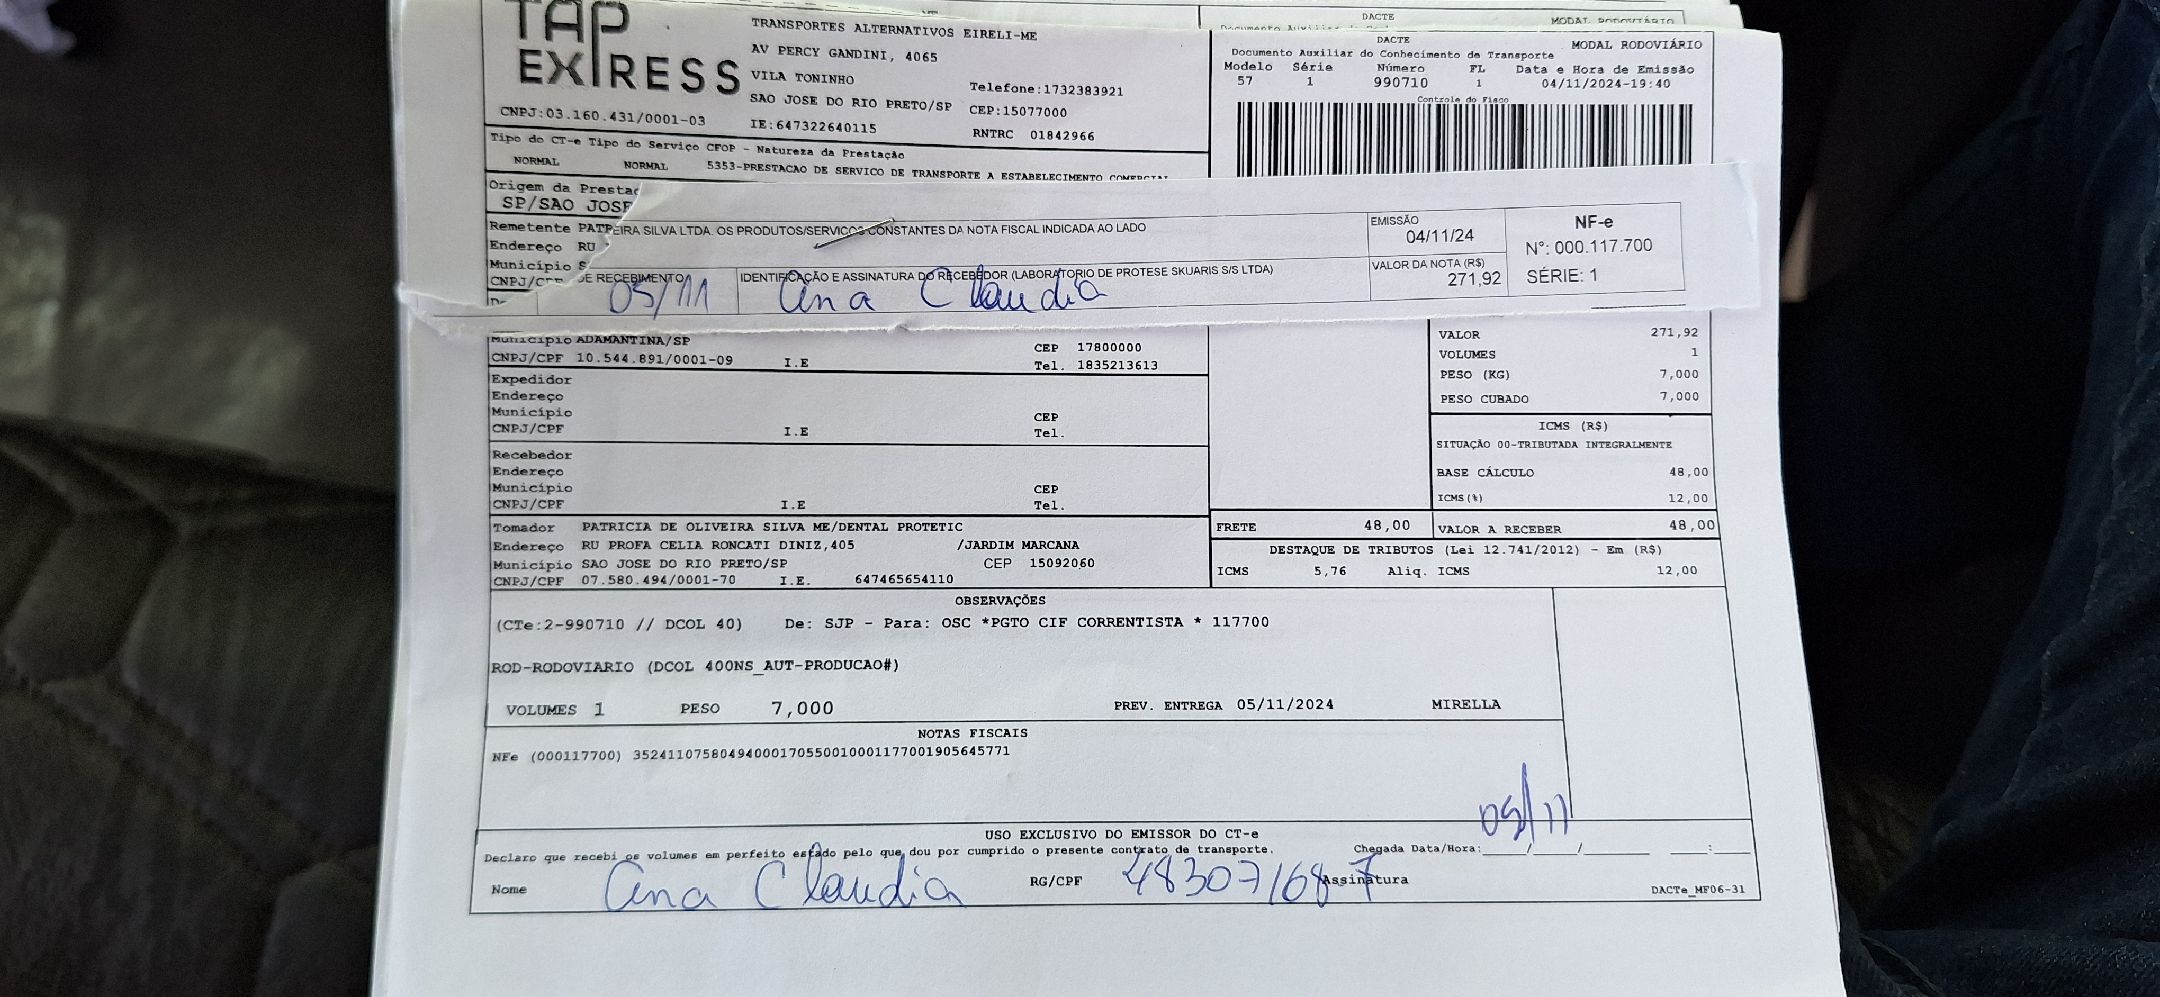 DACTE
MODAL RODOVIÁRIO
TAP EXPRESS
TRANSPORTES ALTERNATIVOS EIRELI-ME
AV PERCY GANDINI, 4065
VILA TONINHO
Telefone:1732383921
SAO JOSE DO RIO PRETO/SP CEP:15077000
CNPJ:03.160.431/0001-03 IE:647322640115 RNTRC 01842966
DACTE
Documento Auxiliar do Conhecimento de Transporte MODAL RODOVIÁRIO
Modelo Série Número FL Data e Hora de Emissão
57 1 990710 1 04/11/2024-19:40
Controle do Fisco
Tipo do CT-e Tipo do Serviço CFOP - Natureza da Prestação
NORMAL NORMAL 5353-PRESTACAO DE SERVICO DE TRANSPORTE A ESTABELECIMENTO COMERCIAL
Origem da
SP/SAO JOSE
Remetente
Endereço RU
Município
CNPJ/
EIRA SILVA LTDA. OS PRODUTOS/SERVIÇOS CONSTANTES DA NOTA FISCAL INDICADA AO LADO
DE RECEBIMENTO IDENTIFICAÇÃO E ASSINATURA DO RECEBEDOR (LABORATORIO DE PROTESE SKUARIS S/S LTDA)
05/11 Ana Claudia
EMISSÃO
04/11/24
VALOR DA NOTA (R$)
271,92
NF-e
Nº: 000.117.700
SÉRIE: 1
Município ADAMANTINA/SP CEP 17800000
CNPJ/CPF 10.544.891/0001-09 I.E Tel. 1835213613
Expedidor
Endereço
Município CEP
CNPJ/CPF I.E Tel.
Recebedor
Endereço
Município CEP
CNPJ/CPF I.E Tel.
VALOR 271,92
VOLUMES 1
PESO (KG) 7,000
PESO CUBADO 7,000
ICMS (R$)
SITUAÇÃO 00-TRIBUTADA INTEGRALMENTE
BASE CÁLCULO 48,00
ICMS(%) 12,00
Tomador PATRICIA DE OLIVEIRA SILVA ME/DENTAL PROTETIC
Endereço RU PROFA CELIA RONCATI DINIZ,405 /JARDIM MARCANA
Município SAO JOSE DO RIO PRETO/SP CEP 15092060
CNPJ/CPF 07.580.494/0001-70 I.E. 647465654110
FRETE 48,00 VALOR A RECEBER 48,00
DESTAQUE DE TRIBUTOS (Lei 12.741/2012) - Em (R$)
ICMS 5,76 Aliq. ICMS 12,00
OBSERVAÇÕES
(CTe:2-990710 // DCOL 40) De: SJP - Para: OSC *PGTO CIF CORRENTISTA * 117700
ROD-RODOVIARIO (DCOL 400NS_AUT-PRODUCAO#)
VOLUMES 1 PESO 7,000 PREV. ENTREGA 05/11/2024 MIRELLA
NOTAS FISCAIS
NFe (000117700) 35241107580494000170550010001177001905645771
05/11
USO EXCLUSIVO DO EMISSOR DO CT-e
Declaro que recebi os volumes em perfeito estado pelo que dou por cumprido o presente contrato de transporte. Chegada Data/Hora:____/____/______ ____:____
Nome Ana Claudia RG/CPF 483071687 Assinatura
DACTe_MF06-31